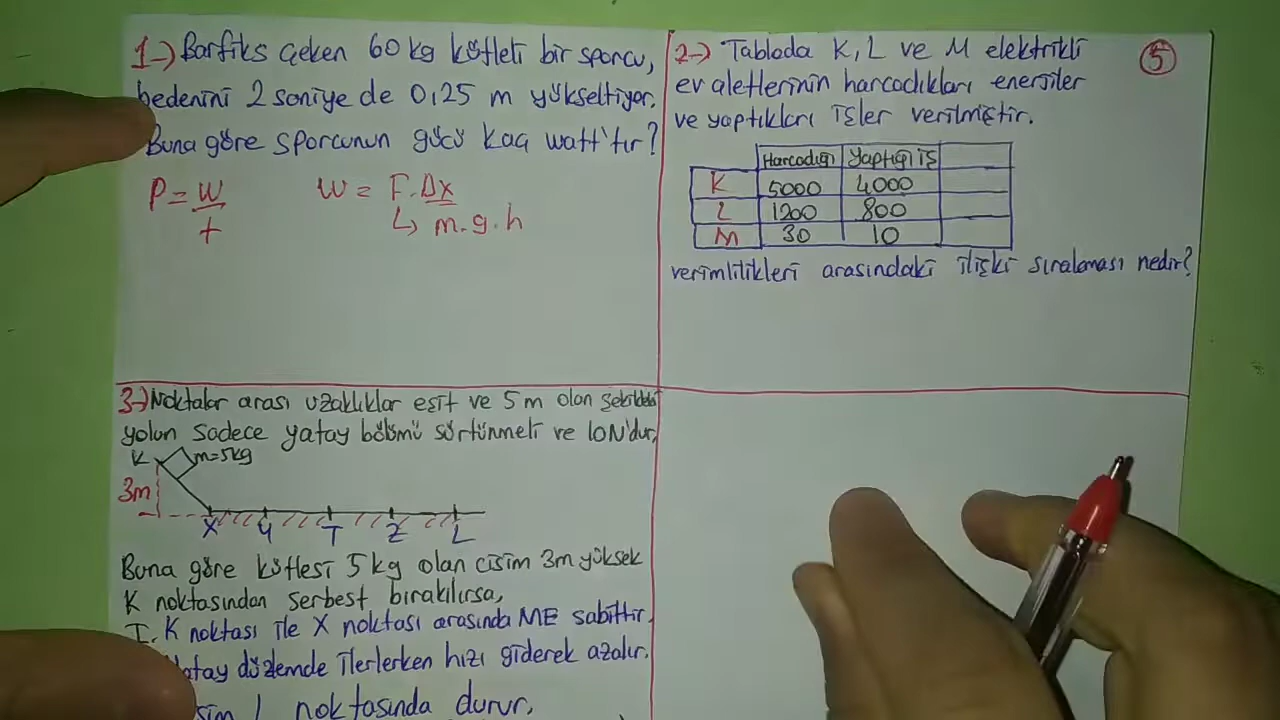 1→) Barfiks çeken 60 kg kütleli bir sporcu,
bedenini 2 saniye de 0,25 m yükseltiyor.
Buna göre sporcunun gücü kaç watt'tır?
P = W
t
W = F.Δx
↳ m.g.h
2→) Tabloda K, L ve M elektrikli
ev aletlerinin harcadıkları enerjiler
ve yaptıkları işler verilmiştir.
5
Harcadığı Yaptığı iş
K 5000 4000
L 1200 800
M 30 10
verimlilikleri arasındaki ilişki sıralaması nedir?
3→) Noktalar arası uzaklıklar eşit ve 5 m olan şekildeki
yolun sadece yatay bölümü sürtünmeli ve 10N'dur,
K m=5kg
3m
X Y T Z L
Buna göre kütlesi 5 kg olan cisim 3m yüksek
K noktasından serbest bırakılırsa,
I. K noktası ile X noktası arasında ME sabittir.
düzlemde ilerlerken hızı giderek azalır.
L noktasında durur,